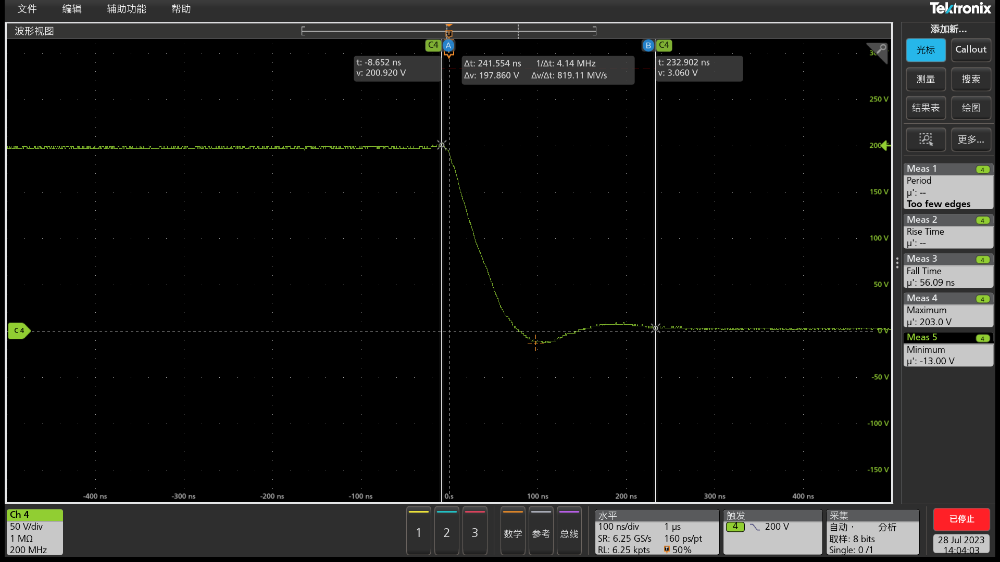 文件 编辑 辅助功能 帮助
Tektronix
波形视图
添加新...
C4 A B C4
t: -8.652 ns
v: 200.920 V
Δt: 241.554 ns 1/Δt: 4.14 MHz
Δv: 197.860 V Δv/Δt: 819.11 MV/s
t: 232.902 ns
v: 3.060 V
250 V
200
150 V
100 V
50 V
0 V
-50 V
-100 V
-150 V
C4
-400 ns -300 ns -200 ns -100 ns 0 s 100 ns 200 ns 300 ns 400 ns
光标 Callout
测量 搜索
结果表 绘图
更多...
Meas 1 4
Period
µ': --
Too few edges
Meas 2 4
Rise Time
µ': --
Meas 3 4
Fall Time
µ': 56.09 ns
Meas 4 4
Maximum
µ': 203.0 V
Meas 5 4
Minimum
µ': -13.00 V
Ch 4
50 V/div
1 MΩ
200 MHz
1 2 3 数学 参考 总线
水平
100 ns/div 1 µs
SR: 6.25 GS/s 160 ps/pt
RL: 6.25 kpts T 50%
触发
4 200 V
采集
自动， 分析
取样: 8 bits
Single: 0 /1
已停止
28 Jul 2023
14:04:03